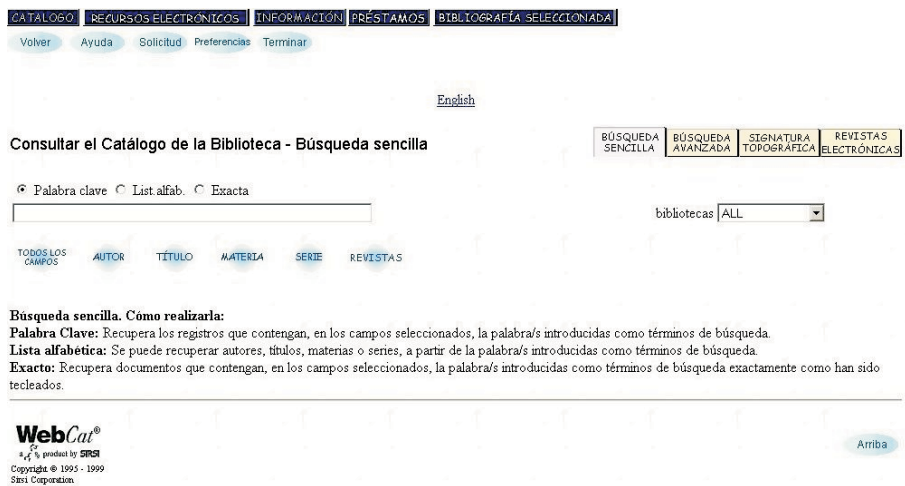 CATALOGO RECURSOS ELECTRÓNICOS INFORMACIÓN PRÉSTAMOS BIBLIOGRAFÍA SELECCIONADA
Volver Ayuda Solicitud Preferencias Terminar
English
Consultar el Catálogo de la Biblioteca - Búsqueda sencilla
BÚSQUEDA SENCILLA
BÚSQUEDA AVANZADA
SIGNATURA TOPOGRÁFICA
REVISTAS ELECTRÓNICAS
Palabra clave List.alfab. Exacta
bibliotecas ALL
TODOS LOS CAMPOS
AUTOR TÍTULO MATERIA SERIE REVISTAS
Búsqueda sencilla. Cómo realizarla:
Palabra Clave: Recupera los registros que contengan, en los campos seleccionados, la palabra/s introducidas como términos de búsqueda.
Lista alfabética: Se puede recuperar autores, títulos, materias o series, a partir de la palabra/s introducidas como términos de búsqueda.
Exacto: Recupera documentos que contengan, en los campos seleccionados, la palabra/s introducidas como términos de búsqueda exactamente como han sido
tecleados.
WebCat®
a product by SIRSI
Copyright © 1995 - 1999
Sirsi Corporation
Arriba